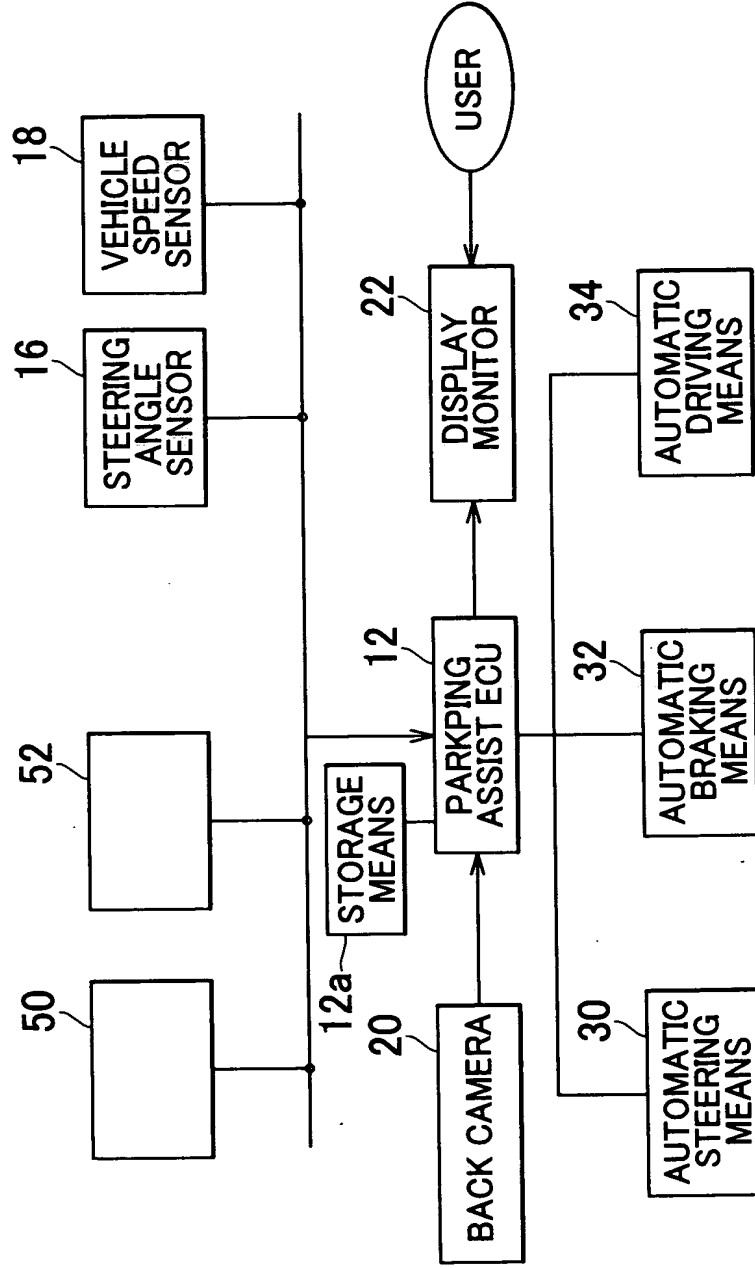 50
52
16
STEERING
ANGLE
SENSOR
18
VEHICLE
SPEED
SENSOR
12a
STORAGE
MEANS
20
BACK CAMERA
12
PARKPING
ASSIST ECU
22
DISPLAY
MONITOR
USER
30
AUTOMATIC
STEERING
MEANS
32
AUTOMATIC
BRAKING
MEANS
34
AUTOMATIC
DRIVING
MEANS